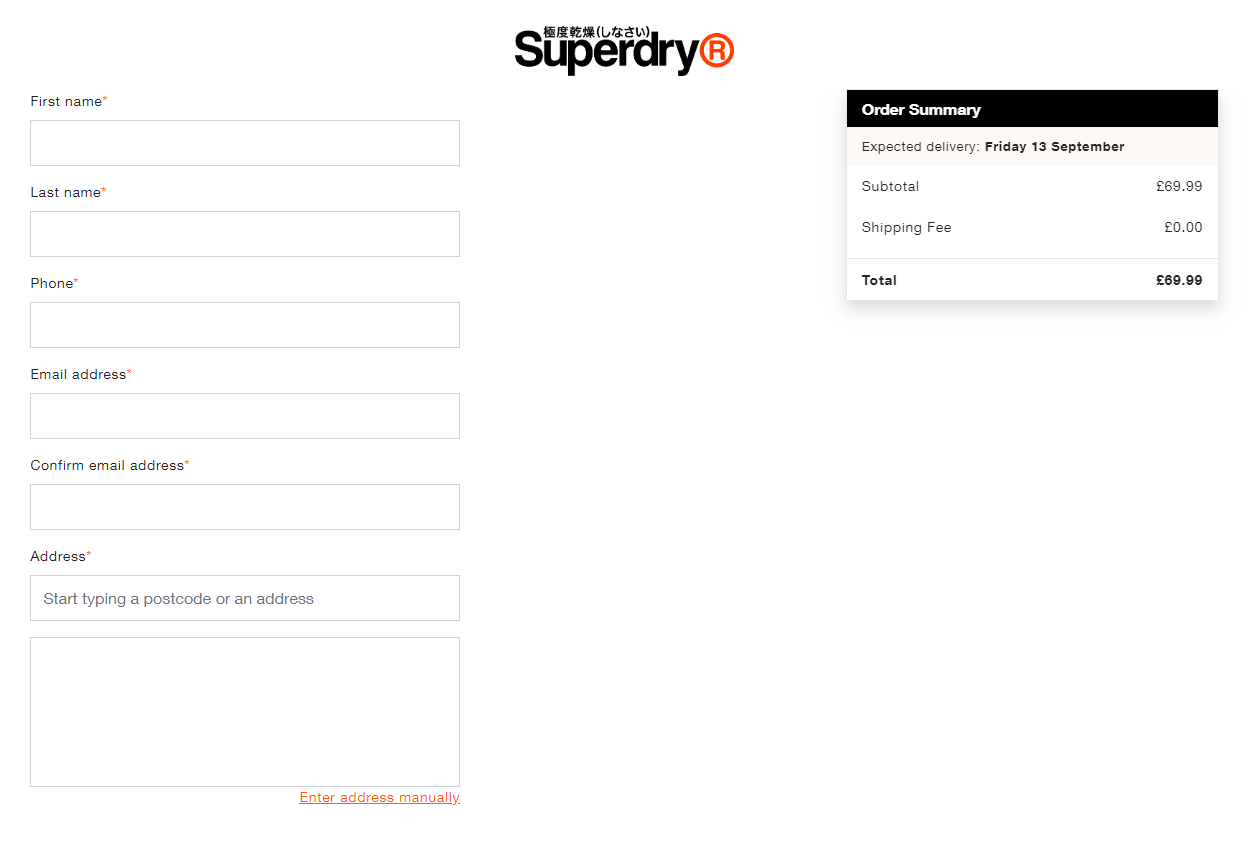 極度乾燥(しなさい)
Superdry®
First name*
Last name*
Phone*
Email address*
Confirm email address*
Address*
Start typing a postcode or an address
Enter address manually
Order Summary
Expected delivery: Friday 13 September
Subtotal £69.99
Shipping Fee £0.00
Total £69.99